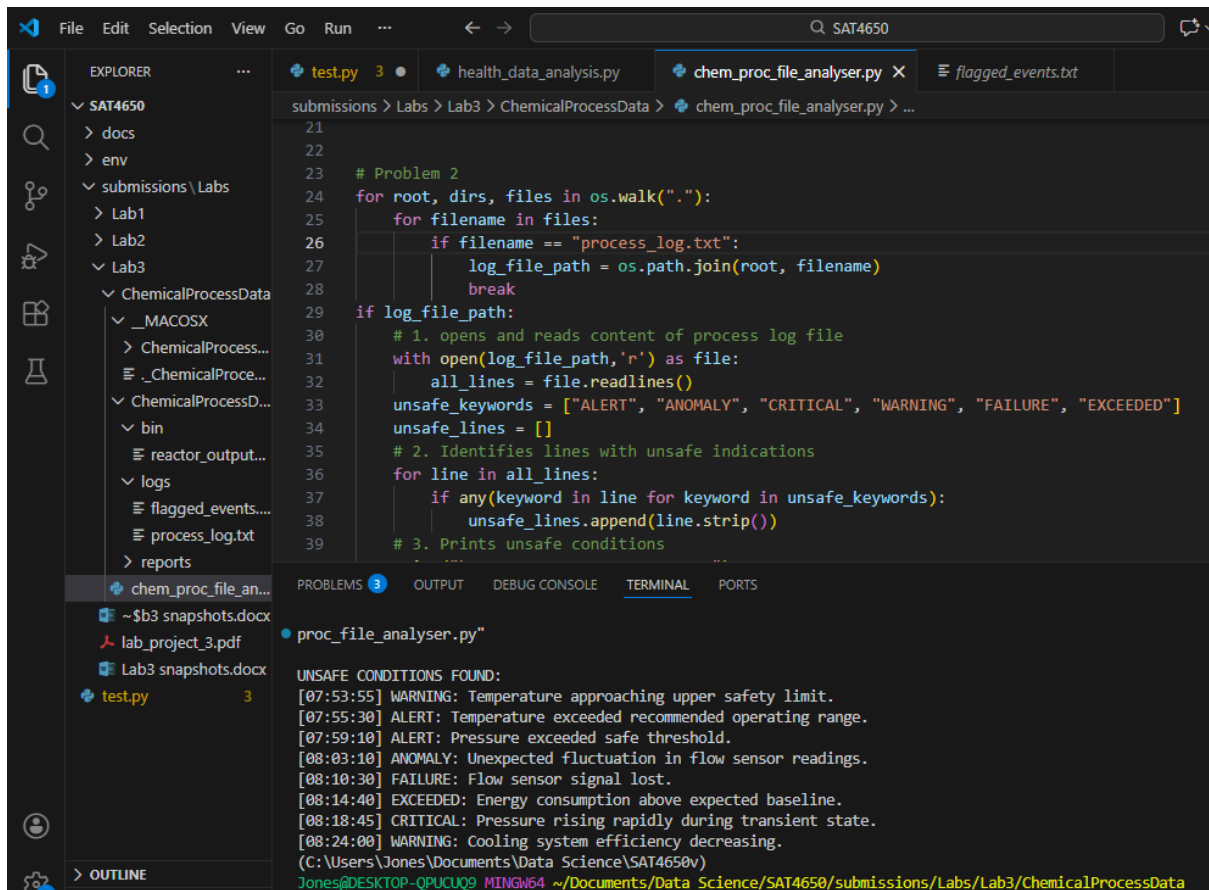 File Edit Selection View Go Run ··· ← → SAT4650
EXPLORER ···
1
SAT4650
docs
env
submissions \ Labs
Lab1
Lab2
Lab3
ChemicalProcessData
__MACOSX
ChemicalProcess...
._ChemicalProce...
ChemicalProcessD...
bin
reactor_output...
logs
flagged_events....
process_log.txt
reports
chem_proc_file_an...
~$b3 snapshots.docx
lab_project_3.pdf
Lab3 snapshots.docx
test.py 3
OUTLINE
test.py 3 ● health_data_analysis.py chem_proc_file_analyser.py × flagged_events.txt
submissions > Labs > Lab3 > ChemicalProcessData > chem_proc_file_analyser.py > ...
21
22
23 # Problem 2
24 for root, dirs, files in os.walk("."):
25     for filename in files:
26         if filename == "process_log.txt":
27             log_file_path = os.path.join(root, filename)
28             break
29 if log_file_path:
30     # 1. opens and reads content of process log file
31     with open(log_file_path,'r') as file:
32         all_lines = file.readlines()
33     unsafe_keywords = ["ALERT", "ANOMALY", "CRITICAL", "WARNING", "FAILURE", "EXCEEDED"]
34     unsafe_lines = []
35     # 2. Identifies lines with unsafe indications
36     for line in all_lines:
37         if any(keyword in line for keyword in unsafe_keywords):
38             unsafe_lines.append(line.strip())
39     # 3. Prints unsafe conditions
PROBLEMS 3 OUTPUT DEBUG CONSOLE TERMINAL PORTS
proc_file_analyser.py"
UNSAFE CONDITIONS FOUND:
[07:53:55] WARNING: Temperature approaching upper safety limit.
[07:55:30] ALERT: Temperature exceeded recommended operating range.
[07:59:10] ALERT: Pressure exceeded safe threshold.
[08:03:10] ANOMALY: Unexpected fluctuation in flow sensor readings.
[08:10:30] FAILURE: Flow sensor signal lost.
[08:14:40] EXCEEDED: Energy consumption above expected baseline.
[08:18:45] CRITICAL: Pressure rising rapidly during transient state.
[08:24:00] WARNING: Cooling system efficiency decreasing.
(C:\Users\Jones\Documents\Data Science\SAT4650v)
Jones@DESKTOP-QPUCUQ9 MINGW64 ~/Documents/Data Science/SAT4650/submissions/Labs/Lab3/ChemicalProcessData